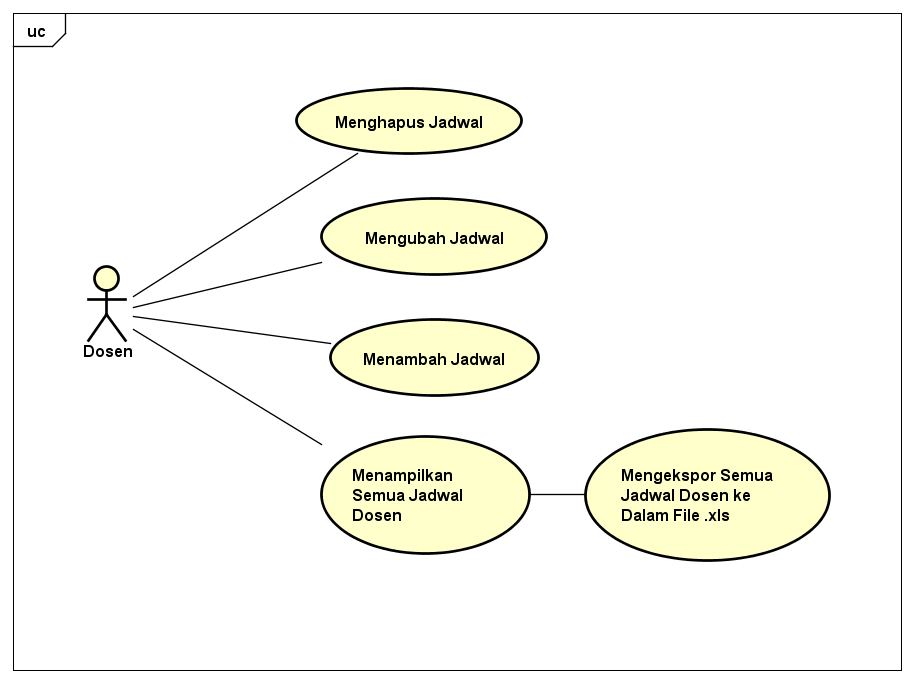 uc
Menghapus Jadwal
Mengubah Jadwal
Dosen
Menambah Jadwal
Menampilkan
Semua Jadwal
Dosen
Mengekspor Semua
Jadwal Dosen ke
Dalam File .xls